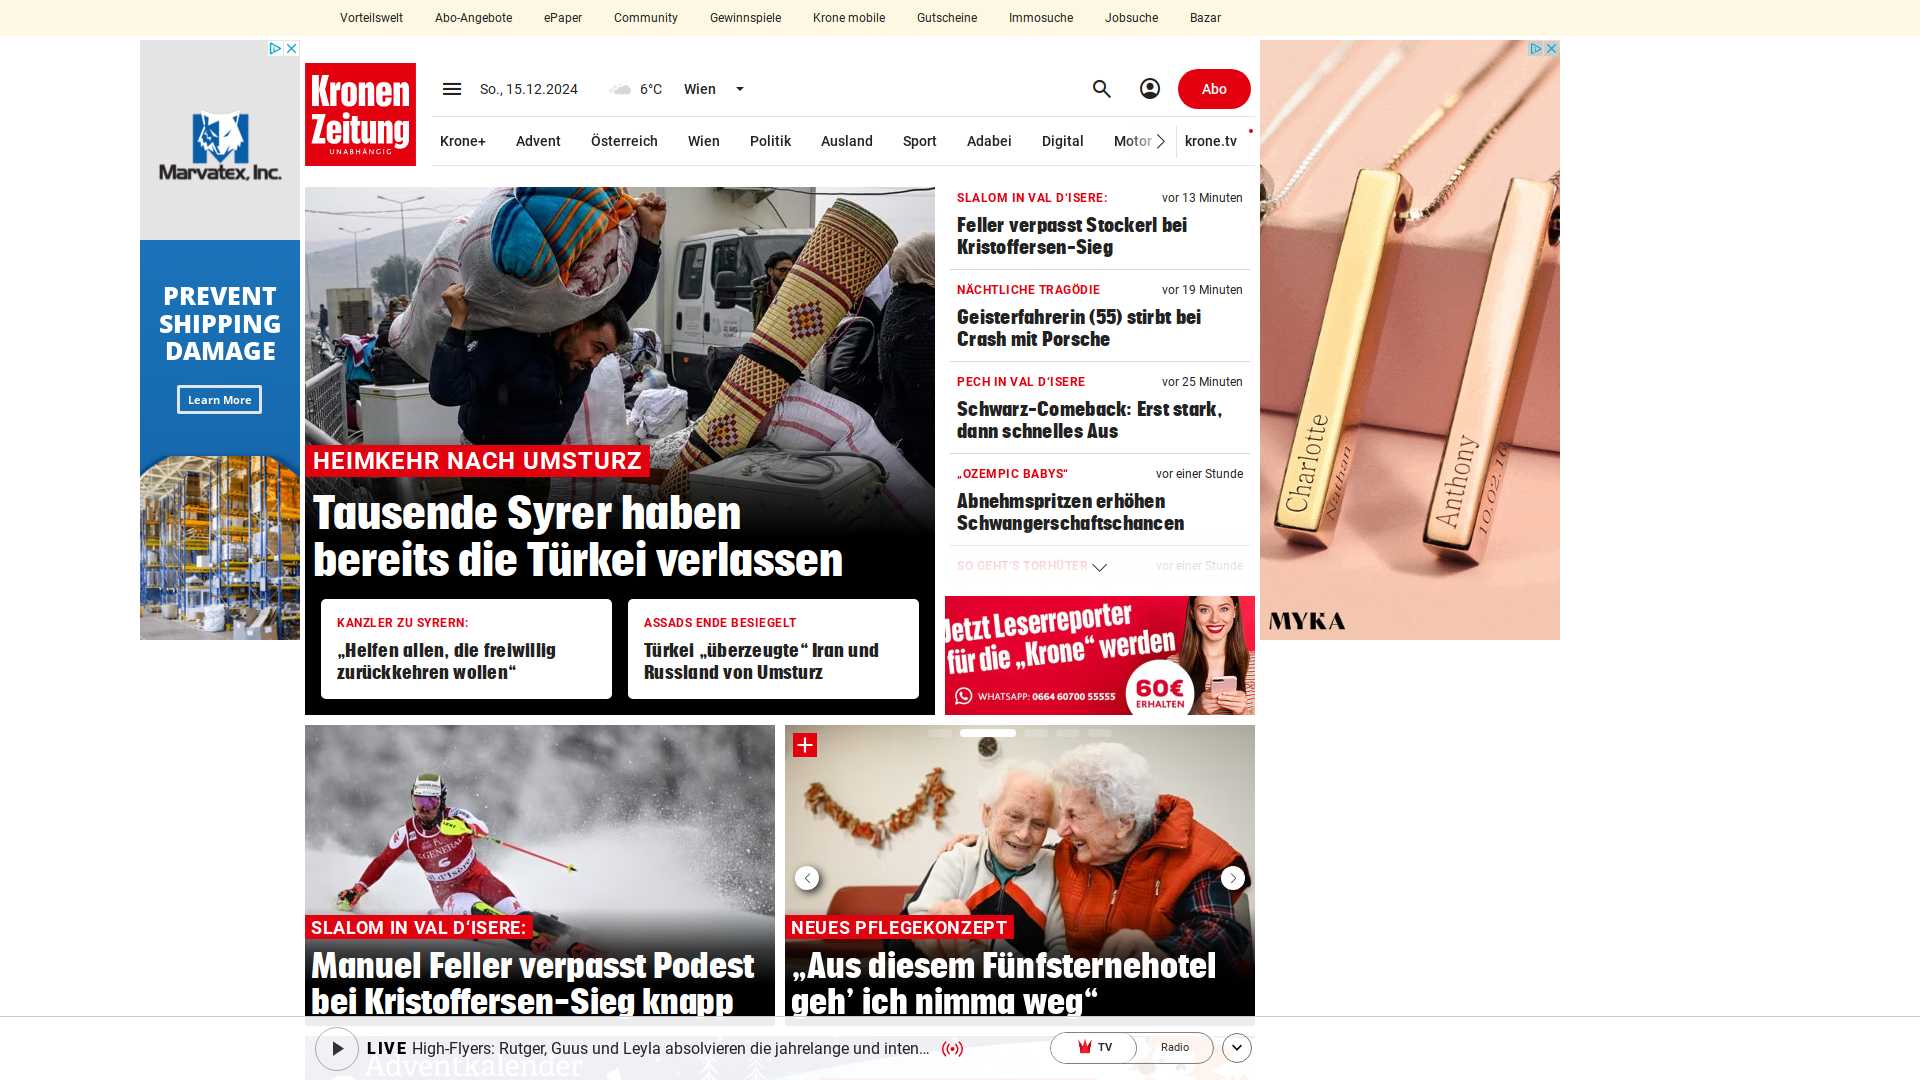 Vorteilswelt Abo-Angebote ePaper Community Gewinnspiele Krone mobile Gutscheine Immosuche Jobsuche Bazar
Marvatex, Inc.
PREVENT
SHIPPING
DAMAGE
Learn More
Kronen
Zeitung
UNABHÄNGIG
So., 15.12.2024
6°C
Wien
Abo
Krone+ Advent Österreich Wien Politik Ausland Sport Adabei Digital Motor krone.tv
HEIMKEHR NACH UMSTURZ
Tausende Syrer haben
bereits die Türkei verlassen
KANZLER ZU SYRERN:
„Helfen allen, die freiwillig
zurückkehren wollen“
ASSADS ENDE BESIEGELT
Türkei „überzeugte“ Iran und
Russland von Umsturz
SLALOM IN VAL D‘ISERE: vor 13 Minuten
Feller verpasst Stockerl bei
Kristoffersen-Sieg
NÄCHTLICHE TRAGÖDIE vor 19 Minuten
Geisterfahrerin (55) stirbt bei
Crash mit Porsche
PECH IN VAL D‘ISERE vor 25 Minuten
Schwarz-Comeback: Erst stark,
dann schnelles Aus
„OZEMPIC BABYS“ vor einer Stunde
Abnehmspritzen erhöhen
Schwangerschaftschancen
SO GEHT‘S TORHÜTER vor einer Stunde
Jetzt Leserreporter
für die „Krone“ werden
WHATSAPP: 0664 60700 55555
60€
ERHALTEN
Charlotte
Nathan
Anthony
10.02.16
MYKA
SLALOM IN VAL D‘ISERE:
Manuel Feller verpasst Podest
bei Kristoffersen-Sieg knapp
NEUES PFLEGEKONZEPT
„Aus diesem Fünfsternehotel
geh’ ich nimma weg“
LIVE High-Flyers: Rutger, Guus und Leyla absolvieren die jahrelange und inten...
TV
Radio
Adventkalender